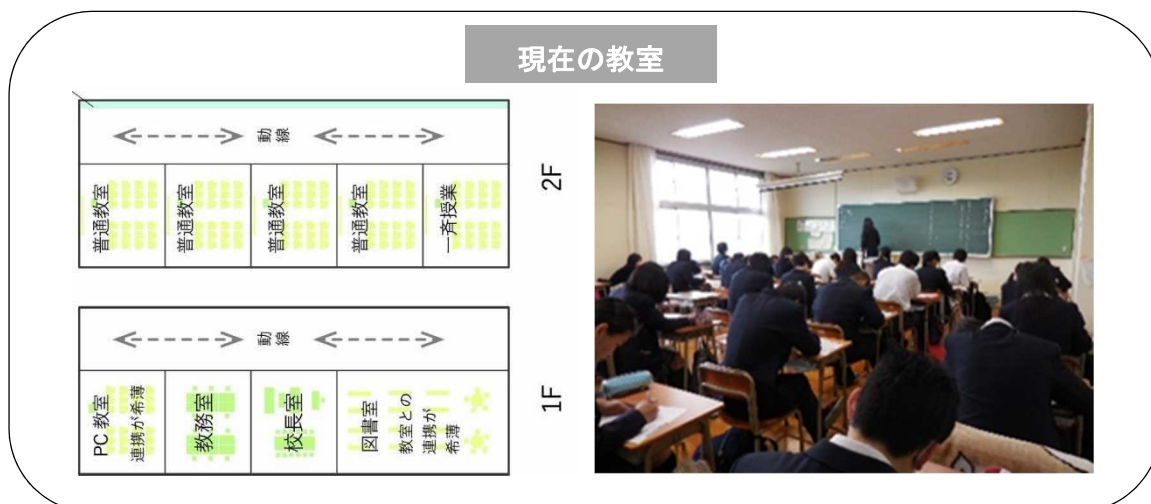 現在の教室
動線
普通教室
普通教室
普通教室
普通教室
一斉授業
2F
動線
PC 教室
連携が希薄
教務室
校長室
図書室
教室との
連携が
希薄
1F